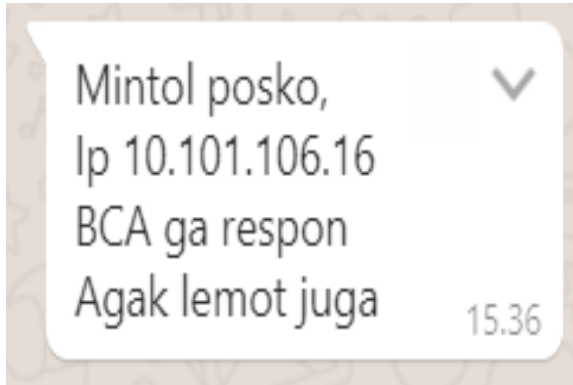 Mintol posko,
Ip 10.101.106.16
BCA ga respon
Agak lemot juga
15.36